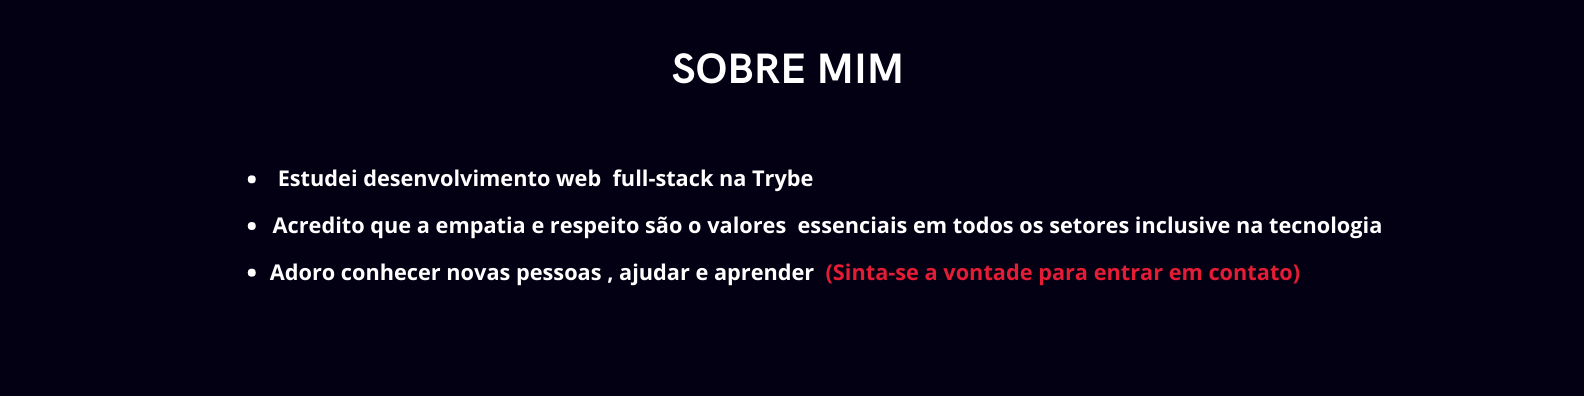 SOBRE MIM
• Estudei desenvolvimento web full-stack na Trybe
• Acredito que a empatia e respeito são o valores essenciais em todos os setores inclusive na tecnologia
• Adoro conhecer novas pessoas , ajudar e aprender (Sinta-se a vontade para entrar em contato)